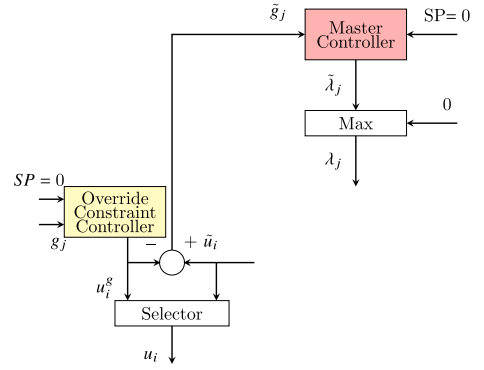 g̃_j
Master
Controller
SP= 0
λ̃_j
0
Max
λ_j
SP = 0
Override
Constraint
Controller
g_j
−
+ ũ_i
u_i^g
Selector
u_i